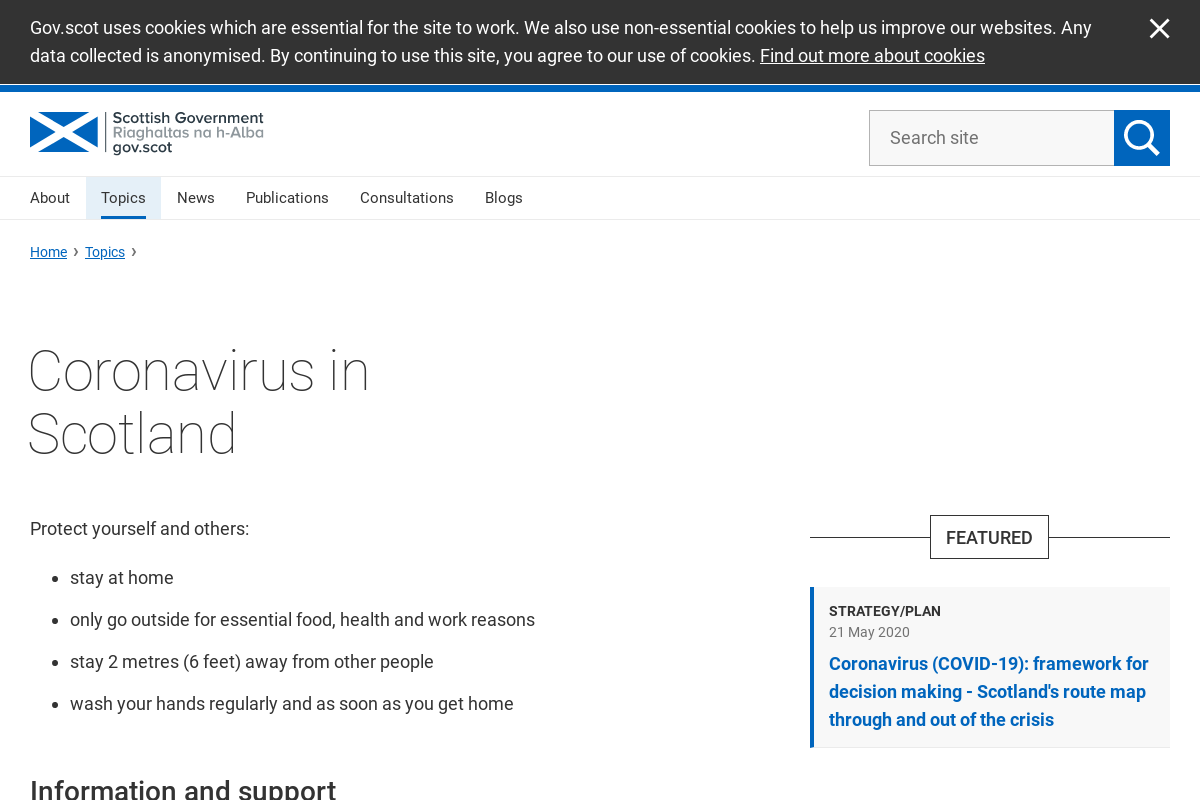 Gov.scot uses cookies which are essential for the site to work. We also use non-essential cookies to help us improve our websites. Any
data collected is anonymised. By continuing to use this site, you agree to our use of cookies. Find out more about cookies
Scottish Government
Riaghaltas na h-Alba
gov.scot
Search site
About Topics News Publications Consultations Blogs
Home › Topics ›
Coronavirus in
Scotland
Protect yourself and others:
• stay at home
• only go outside for essential food, health and work reasons
• stay 2 metres (6 feet) away from other people
• wash your hands regularly and as soon as you get home
Information and support
FEATURED
STRATEGY/PLAN
21 May 2020
Coronavirus (COVID-19): framework for
decision making - Scotland's route map
through and out of the crisis